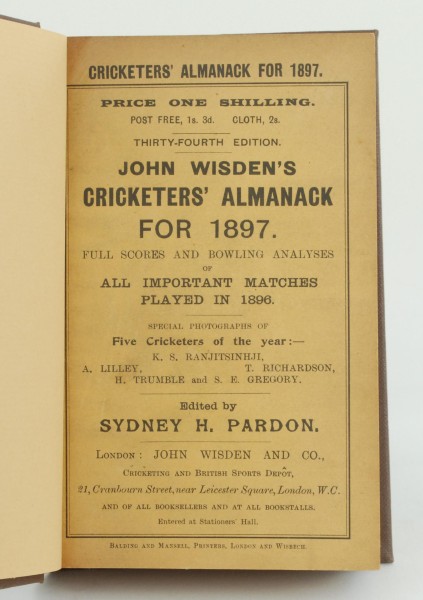 CRICKETERS' ALMANACK FOR 1897.
PRICE ONE SHILLING.
POST FREE, 1s. 3d. CLOTH, 2s.
THIRTY-FOURTH EDITION.
JOHN WISDEN'S
CRICKETERS' ALMANACK
FOR 1897.
FULL SCORES AND BOWLING ANALYSES
OF
ALL IMPORTANT MATCHES
PLAYED IN 1896.
SPECIAL PHOTOGRAPHS OF
Five Cricketers of the year:—
K. S. RANJITSINHJI,
A. LILLEY, T. RICHARDSON,
H. TRUMBLE and S. E. GREGORY.
Edited by
SYDNEY H. PARDON.
LONDON: JOHN WISDEN AND CO.,
CRICKETING AND BRITISH SPORTS DEPÔT,
21, Cranbourn Street, near Leicester Square, London, W.C.
AND OF ALL BOOKSELLERS AND AT ALL BOOKSTALLS.
Entered at Stationers' Hall.
BALDING AND MANSELL, PRINTERS, LONDON AND WISBECH.